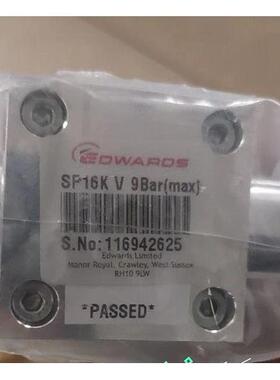 EDWARDS
SP16K V 9Bar(max)
S.No:116942625
Edwards Limited
Manor Royal, Crawley, West Sussex
RH10 9LW
*PASSED*